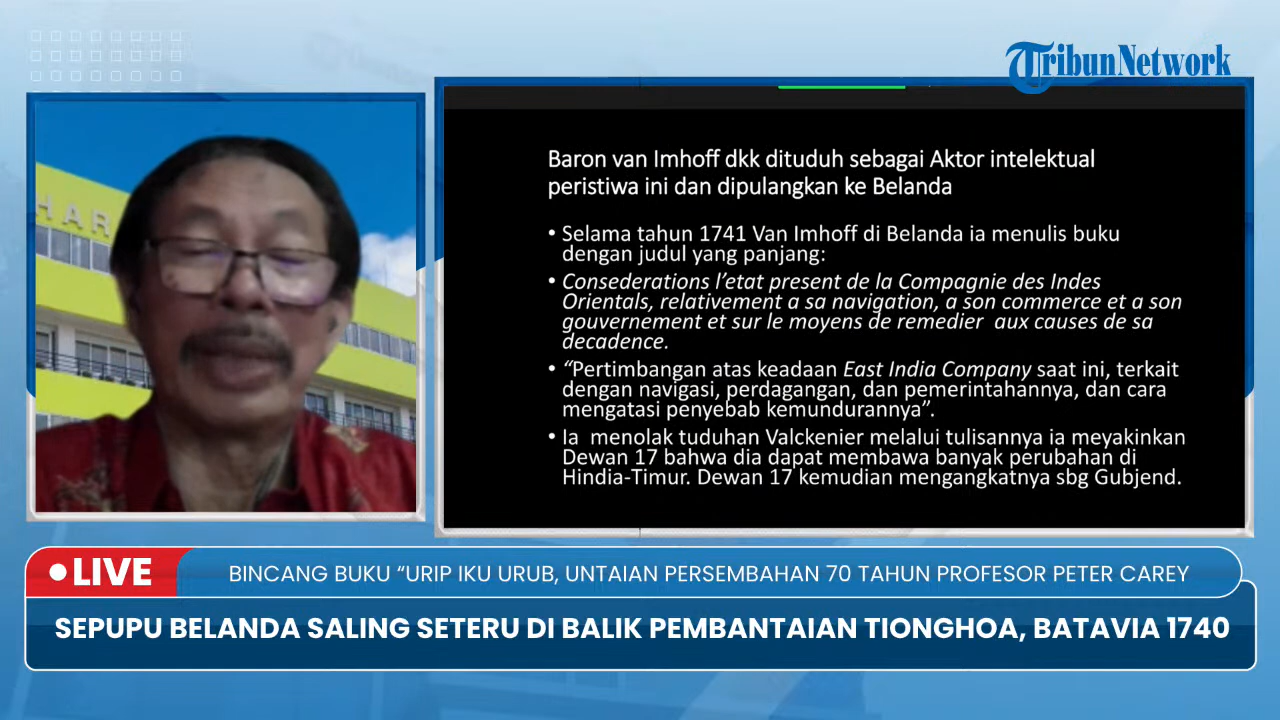 TribunNetwork
HAR
Baron van Imhoff dkk dituduh sebagai Aktor intelektual
peristiwa ini dan dipulangkan ke Belanda
• Selama tahun 1741 Van Imhoff di Belanda ia menulis buku
dengan judul yang panjang:
• Consederations l’etat present de la Compagnie des Indes
Orientals, relativement a sa navigation, a son commerce et a son
gouvernement et sur le moyens de remedier aux causes de sa
decadence.
• “Pertimbangan atas keadaan East India Company saat ini, terkait
dengan navigasi, perdagangan, dan pemerintahannya, dan cara
mengatasi penyebab kemundurannya”.
• Ia menolak tuduhan Valckenier melalui tulisannya ia meyakinkan
Dewan 17 bahwa dia dapat membawa banyak perubahan di
Hindia-Timur. Dewan 17 kemudian mengangkatnya sbg Gubjend.
LIVE
BINCANG BUKU “URIP IKU URUB, UNTAIAN PERSEMBAHAN 70 TAHUN PROFESOR PETER CAREY
SEPUPU BELANDA SALING SETERU DI BALIK PEMBANTAIAN TIONGHOA, BATAVIA 1740